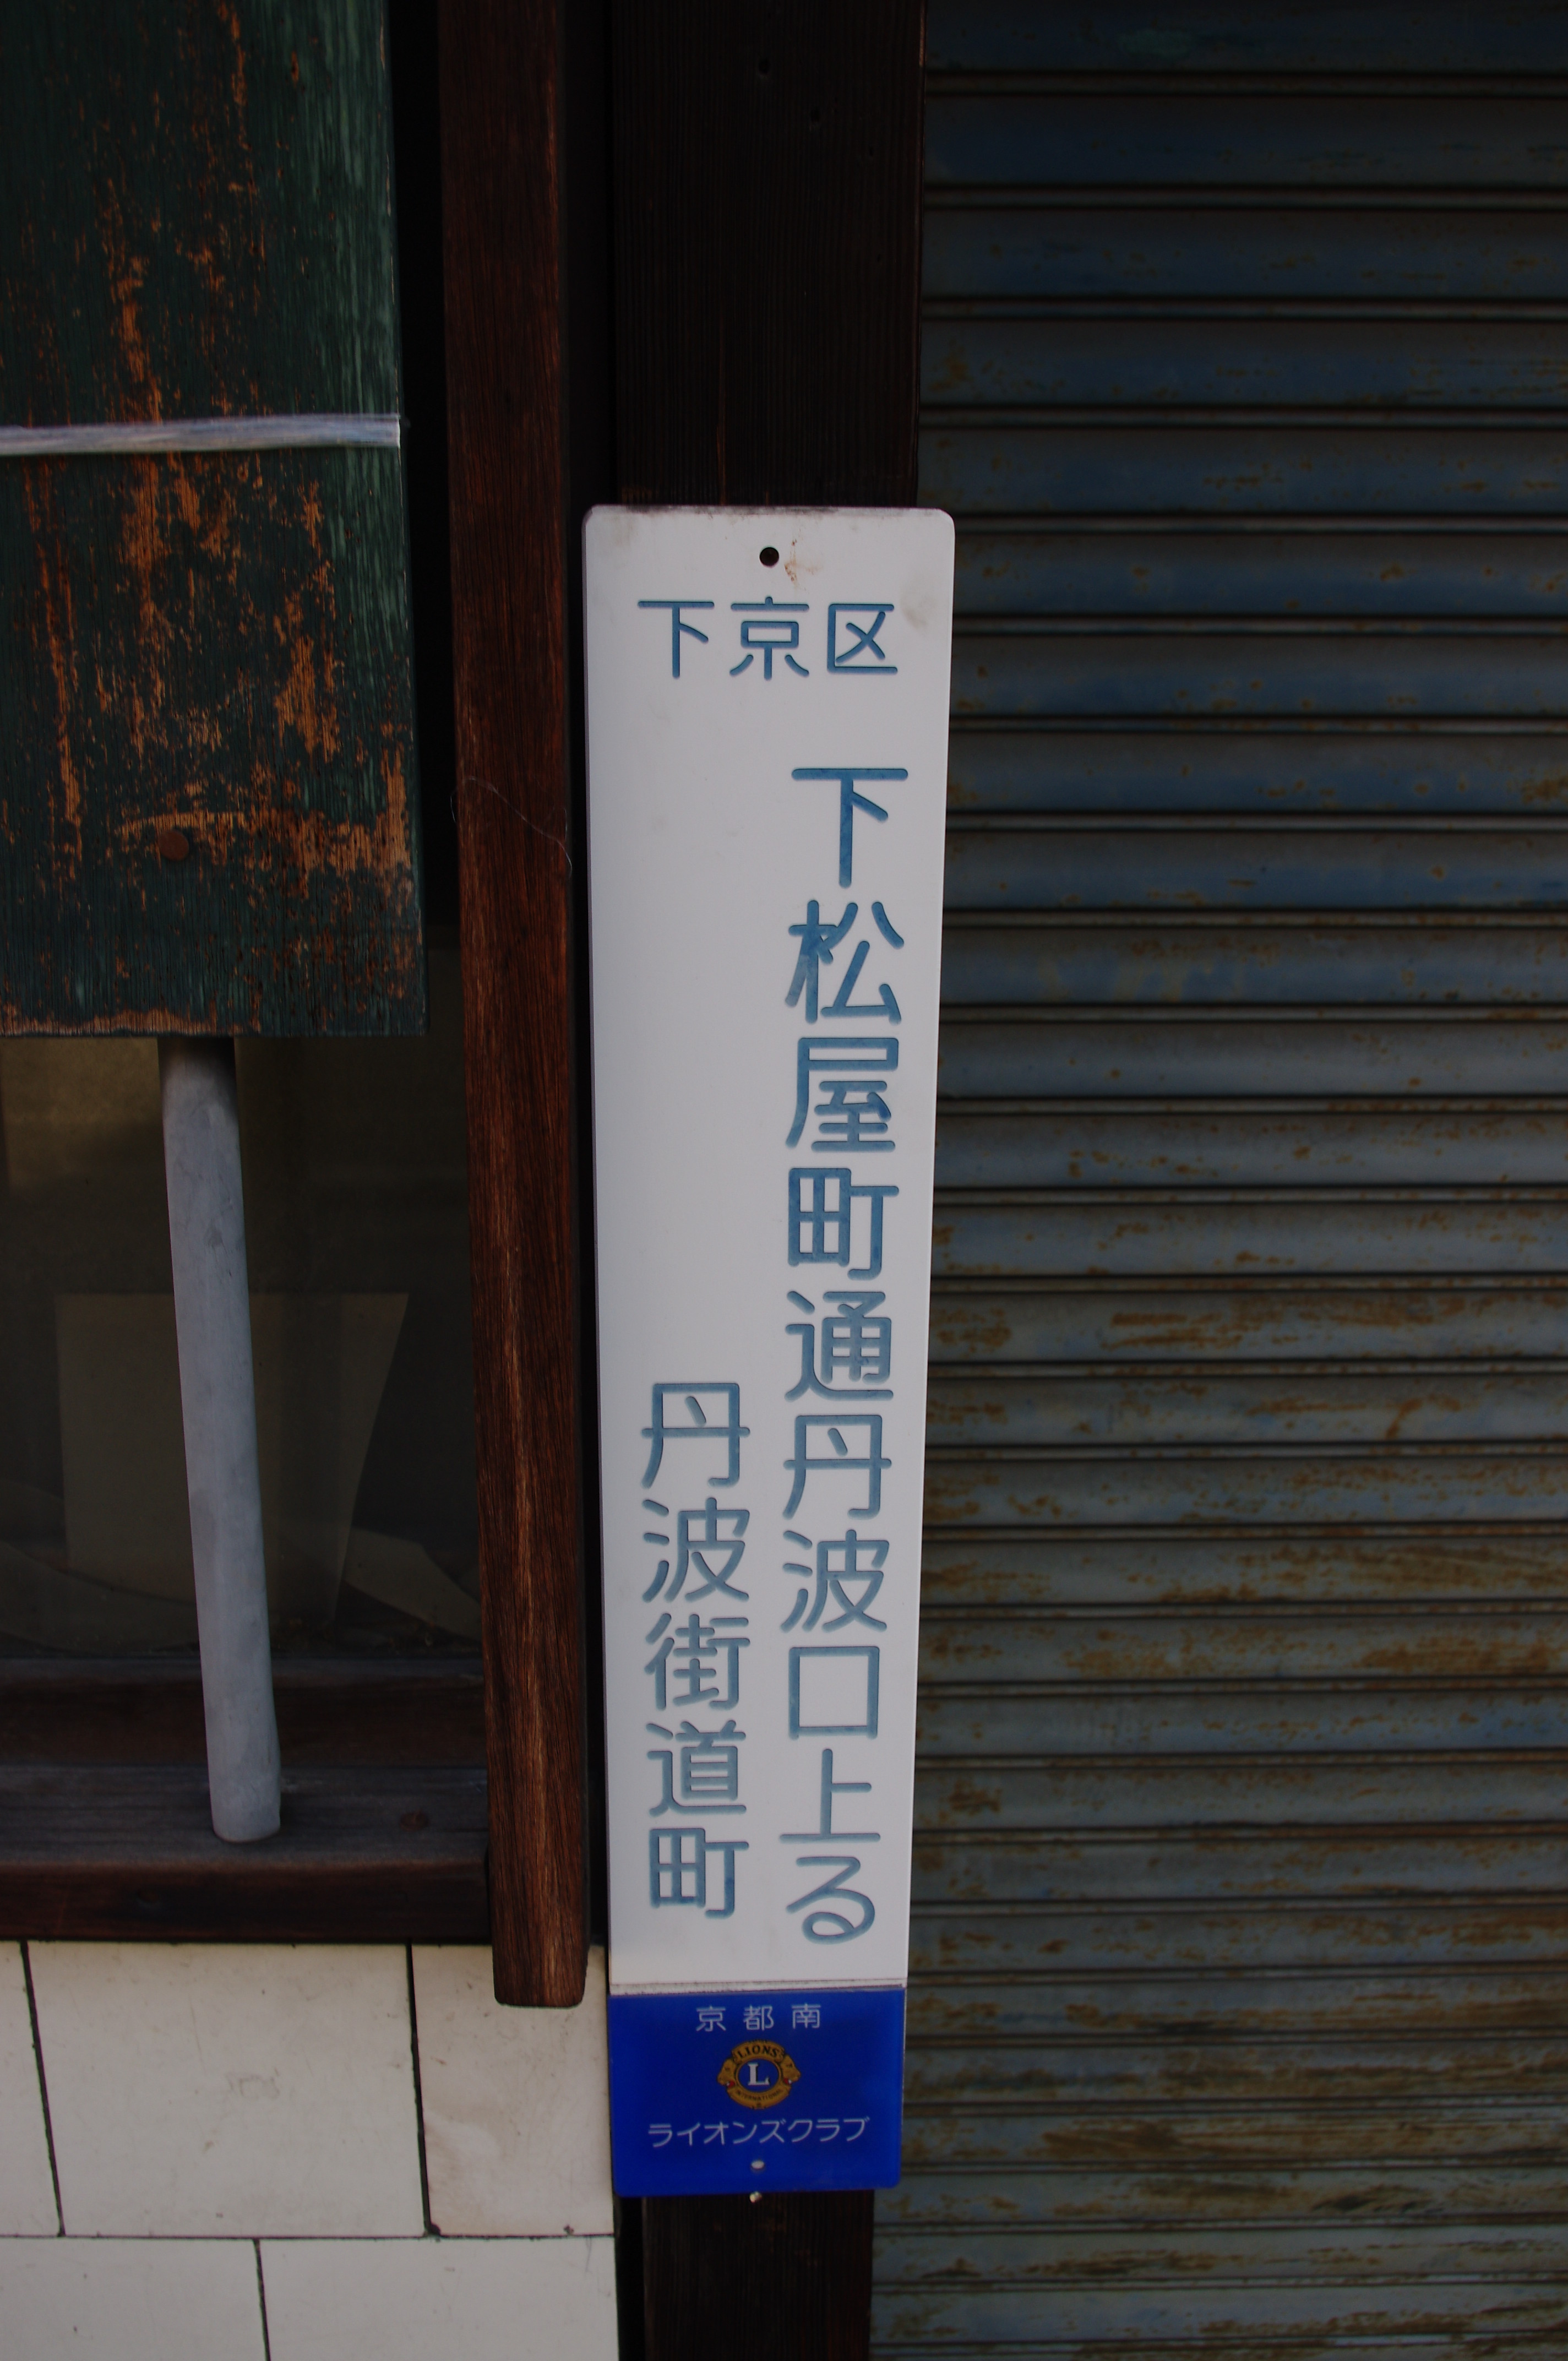 下京区
下松屋町通丹波口上る
丹波街道町
京都南
LIONS
L
INTERNATIONAL
ライオンズクラブ